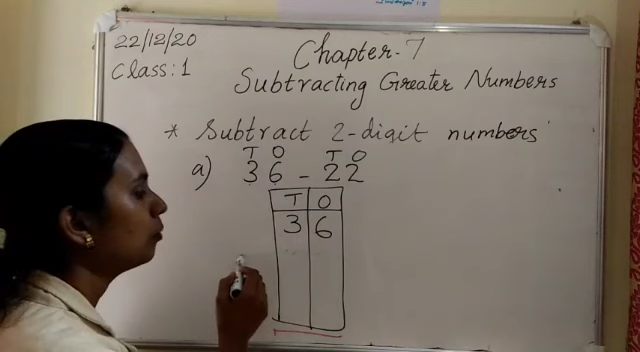 22/12/20
Class: 1
Chapter-7
Subtracting Greater Numbers
* Subtract 2-digit numbers
T O T O
a) 36 - 22
T O
3 6